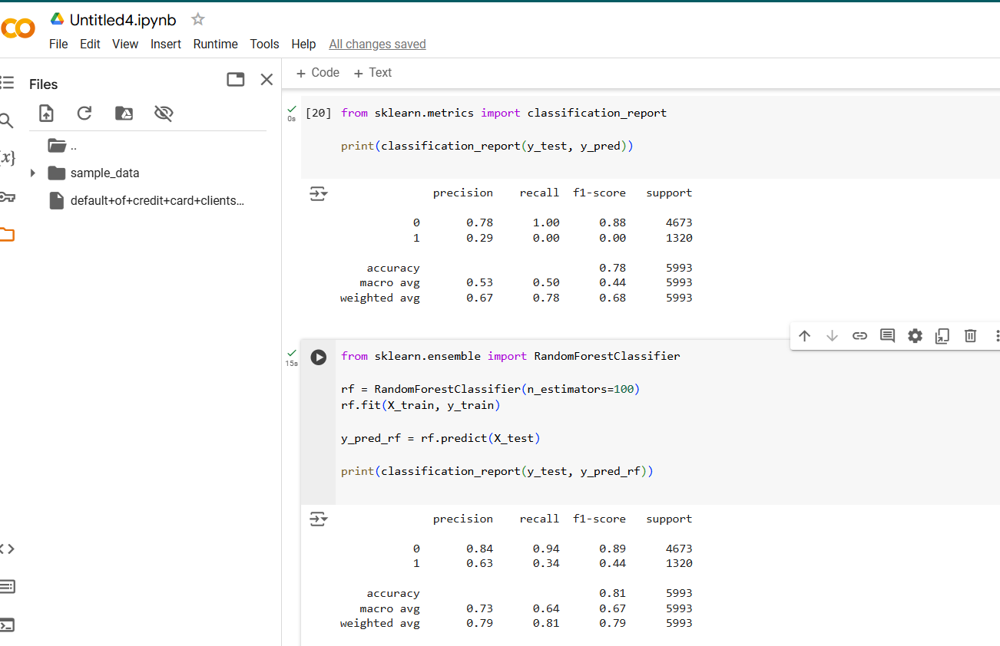 Untitled4.ipynb
File Edit View Insert Runtime Tools Help All changes saved
Files
..
sample_data
default+of+credit+card+clients...
+ Code + Text
0s
[20] from sklearn.metrics import classification_report
print(classification_report(y_test, y_pred))
precision recall f1-score support
0 0.78 1.00 0.88 4673
1 0.29 0.00 0.00 1320
accuracy 0.78 5993
macro avg 0.53 0.50 0.44 5993
weighted avg 0.67 0.78 0.68 5993
15s
from sklearn.ensemble import RandomForestClassifier
rf = RandomForestClassifier(n_estimators=100)
rf.fit(X_train, y_train)
y_pred_rf = rf.predict(X_test)
print(classification_report(y_test, y_pred_rf))
precision recall f1-score support
0 0.84 0.94 0.89 4673
1 0.63 0.34 0.44 1320
accuracy 0.81 5993
macro avg 0.73 0.64 0.67 5993
weighted avg 0.79 0.81 0.79 5993